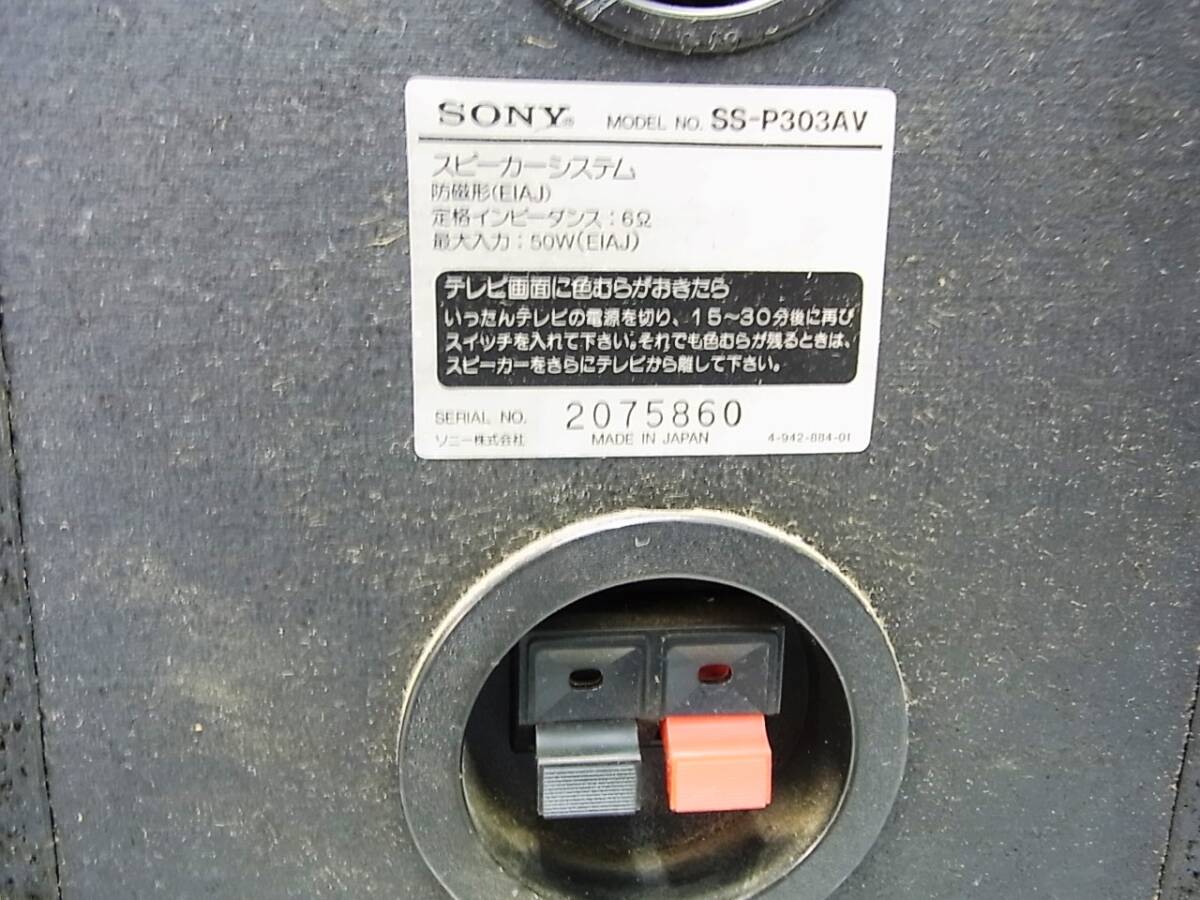 SONY® MODEL NO. SS-P303AV
スピーカーシステム
防磁形(EIAJ)
定格インピーダンス：6Ω
最大入力：50W(EIAJ)
テレビ画面に色むらがおきたら
いったんテレビの電源を切り、15〜30分後に再び
スイッチを入れて下さい。それでも色むらが残るときは、
スピーカーをさらにテレビから離して下さい。
SERIAL NO. 2075860
ソニー株式会社 MADE IN JAPAN 4-942-884-01